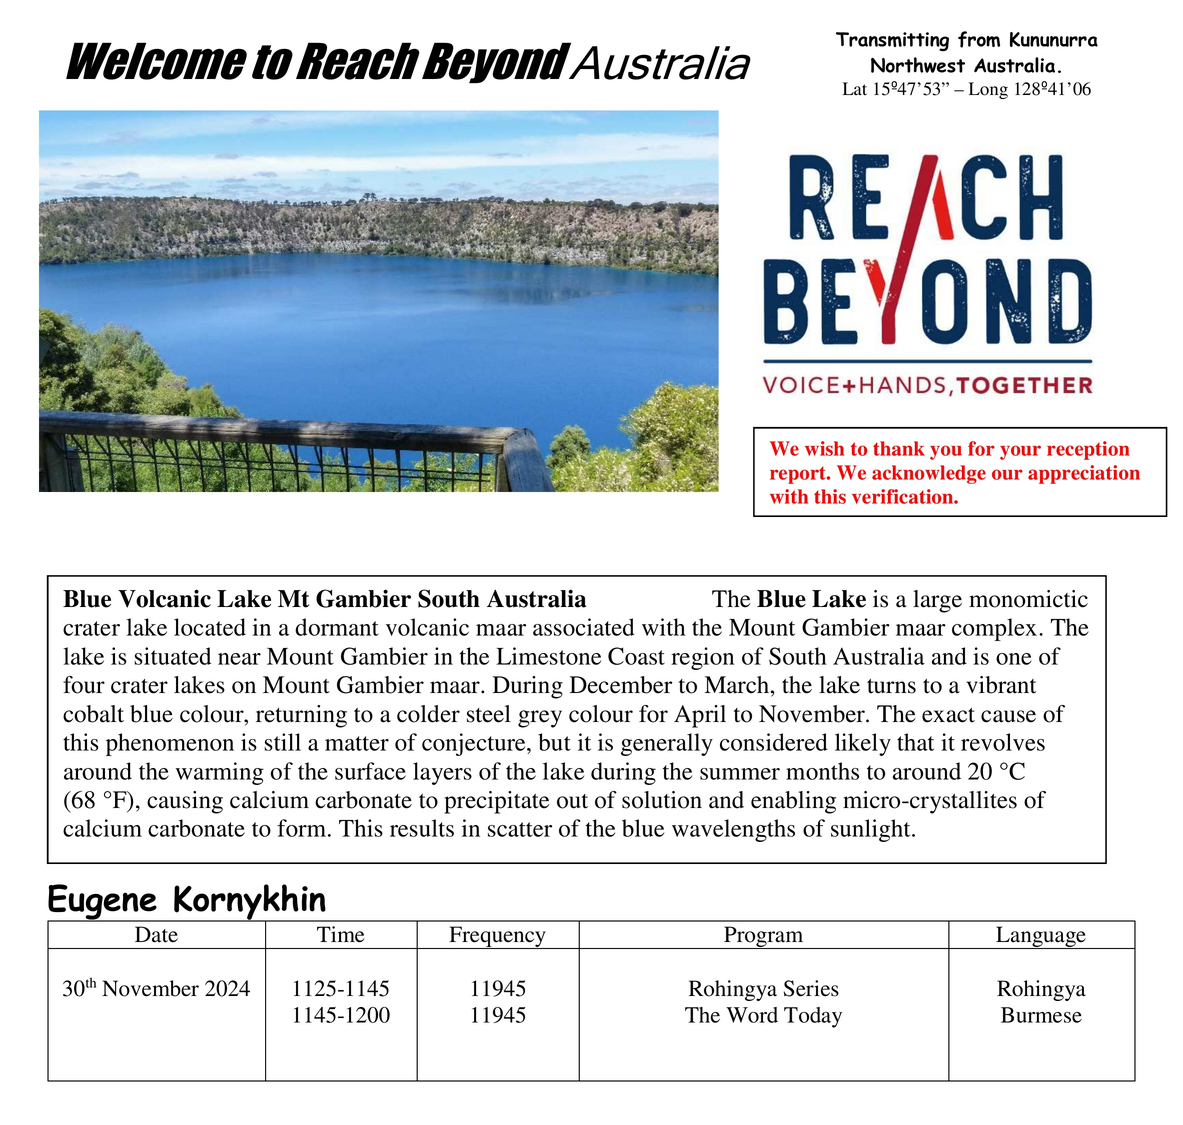 Welcome to Reach Beyond Australia
Transmitting from Kununurra
Northwest Australia.
Lat 15º47’53” – Long 128º41’06
REACH
BEYOND
VOICE+HANDS,TOGETHER
We wish to thank you for your reception
report. We acknowledge our appreciation
with this verification.
Blue Volcanic Lake Mt Gambier South Australia The Blue Lake is a large monomictic
crater lake located in a dormant volcanic maar associated with the Mount Gambier maar complex. The
lake is situated near Mount Gambier in the Limestone Coast region of South Australia and is one of
four crater lakes on Mount Gambier maar. During December to March, the lake turns to a vibrant
cobalt blue colour, returning to a colder steel grey colour for April to November. The exact cause of
this phenomenon is still a matter of conjecture, but it is generally considered likely that it revolves
around the warming of the surface layers of the lake during the summer months to around 20 °C
(68 °F), causing calcium carbonate to precipitate out of solution and enabling micro-crystallites of
calcium carbonate to form. This results in scatter of the blue wavelengths of sunlight.
Eugene Kornykhin
Date Time Frequency Program Language
30th November 2024 1125-1145 11945 Rohingya Series Rohingya
1145-1200 11945 The Word Today Burmese